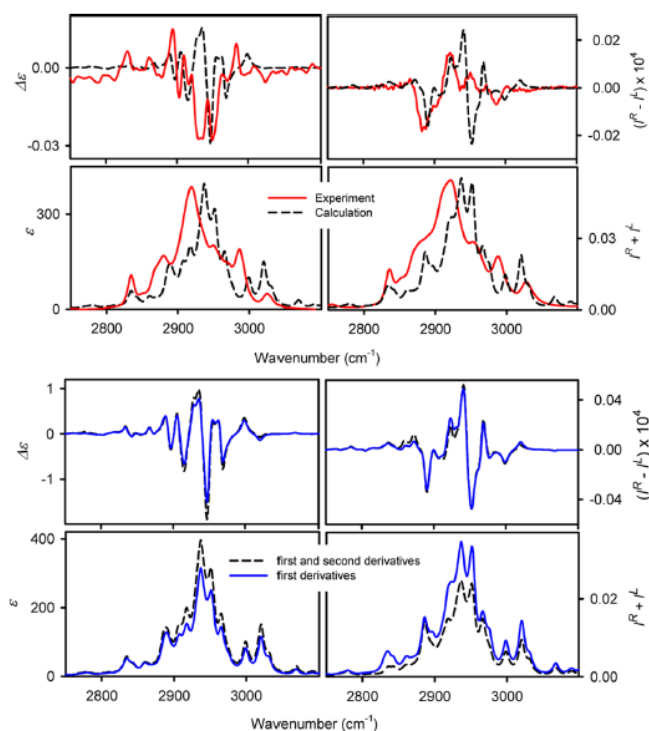 0.00
-0.03
Δε
0.02
0.00
-0.02
(I^R - I^L) x 10^4
300
0
ε
Experiment
Calculation
0.03
0.00
I^R + I^L
2800 2900 3000
2800 2900 3000
Wavenumber (cm^-1)
1
0
-1
Δε
0.04
0.00
-0.04
(I^R - I^L) x 10^4
400
200
0
ε
first and second derivatives
first derivatives
0.02
0.00
I^R + I^L
2800 2900 3000
2800 2900 3000
Wavenumber (cm^-1)